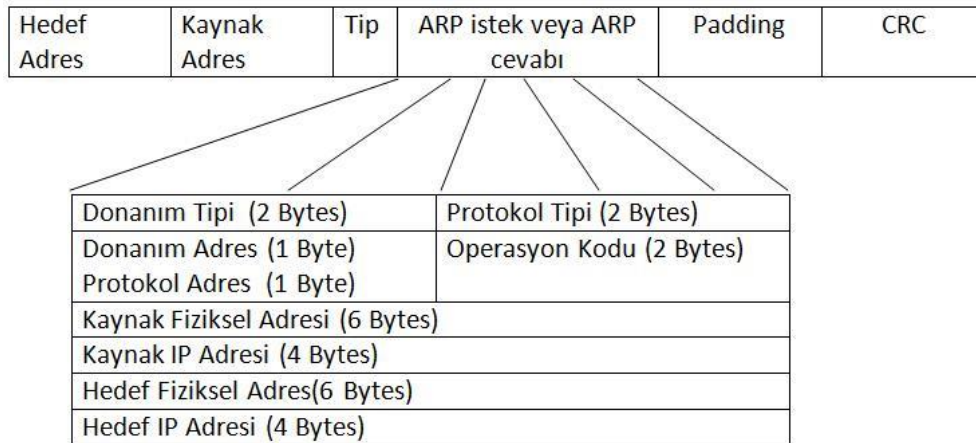 Hedef Adres
Kaynak Adres
Tip
ARP istek veya ARP cevabı
Padding
CRC
Donanım Tipi (2 Bytes)
Protokol Tipi (2 Bytes)
Donanım Adres (1 Byte)
Protokol Adres (1 Byte)
Operasyon Kodu (2 Bytes)
Kaynak Fiziksel Adresi (6 Bytes)
Kaynak IP Adresi (4 Bytes)
Hedef Fiziksel Adres(6 Bytes)
Hedef IP Adresi (4 Bytes)